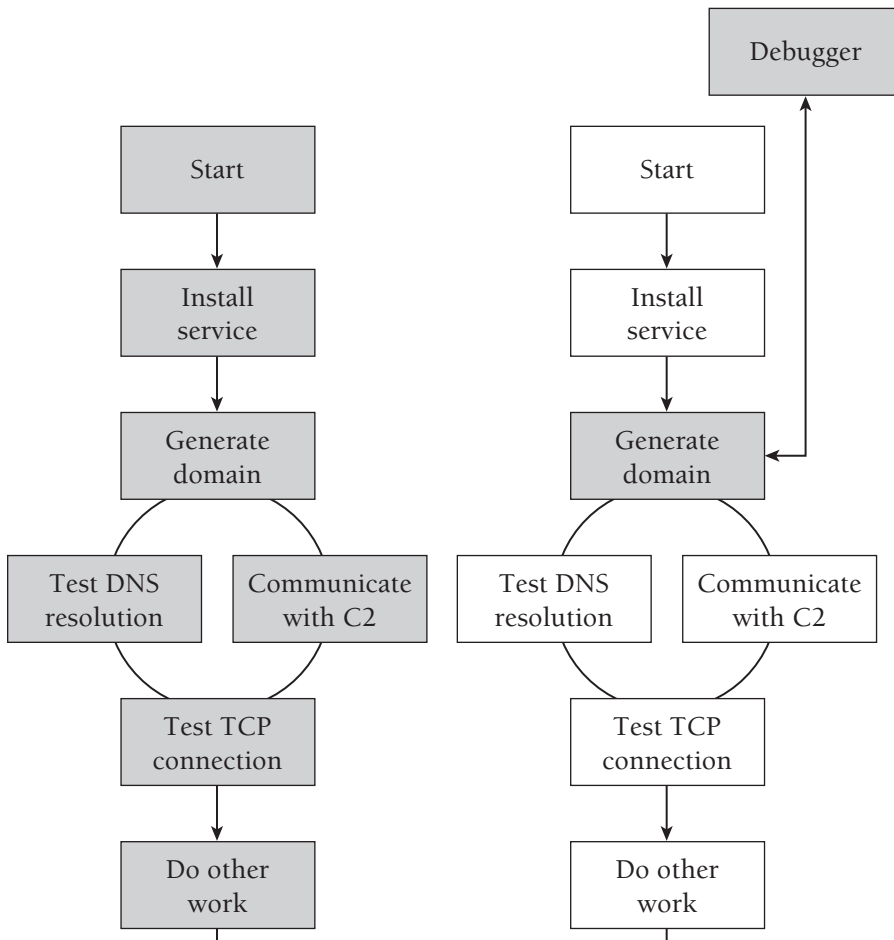 Debugger
Start
Install
service
Generate
domain
Test DNS
resolution
Communicate
with C2
Test TCP
connection
Do other
work
Start
Install
service
Generate
domain
Test DNS
resolution
Communicate
with C2
Test TCP
connection
Do other
work